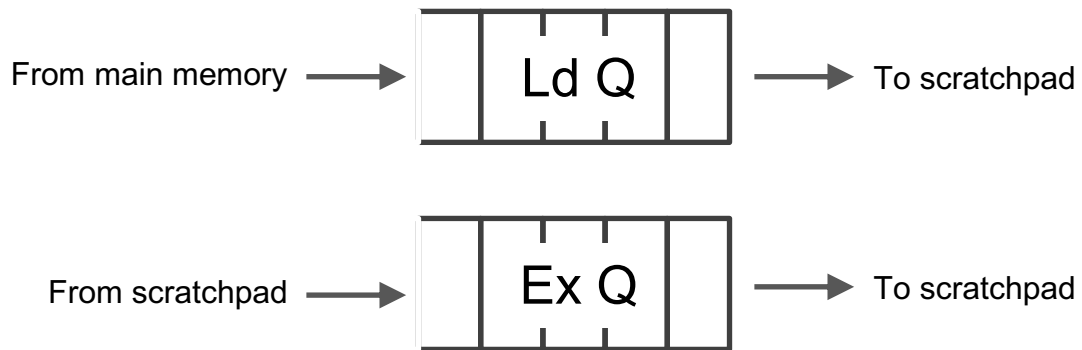 From main memory
Ld Q
To scratchpad
From scratchpad
Ex Q
To scratchpad